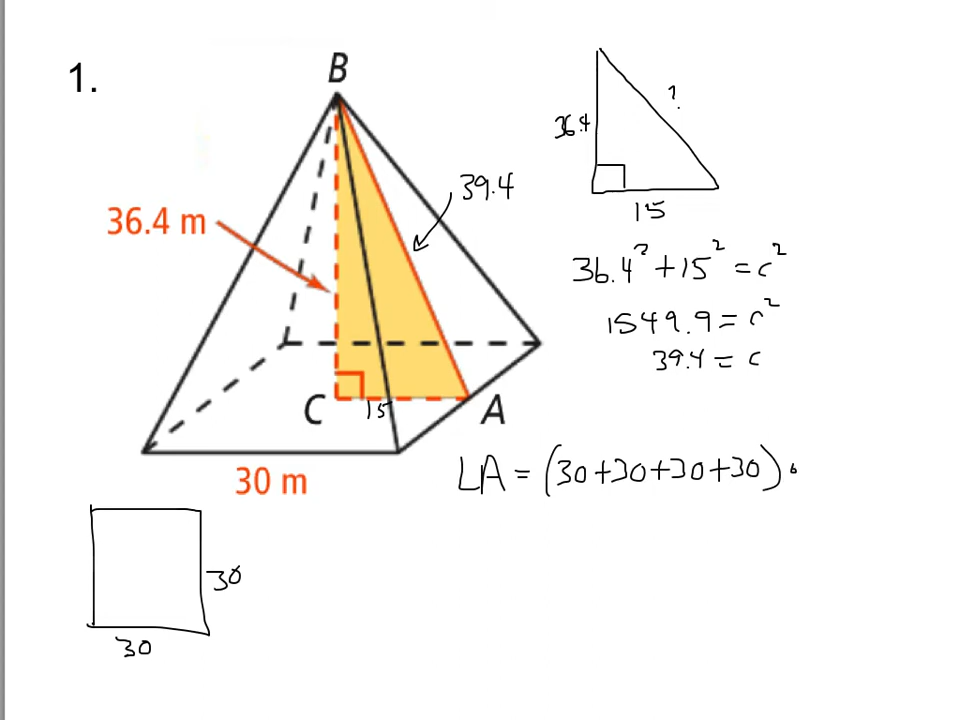 1.
B
36.4 m
39.4
C
15
A
30 m
36.4
?
15
36.4² + 15² = c²
1549.9 = c²
39.4 = c
LA = (30+30+30+30) •
30
30